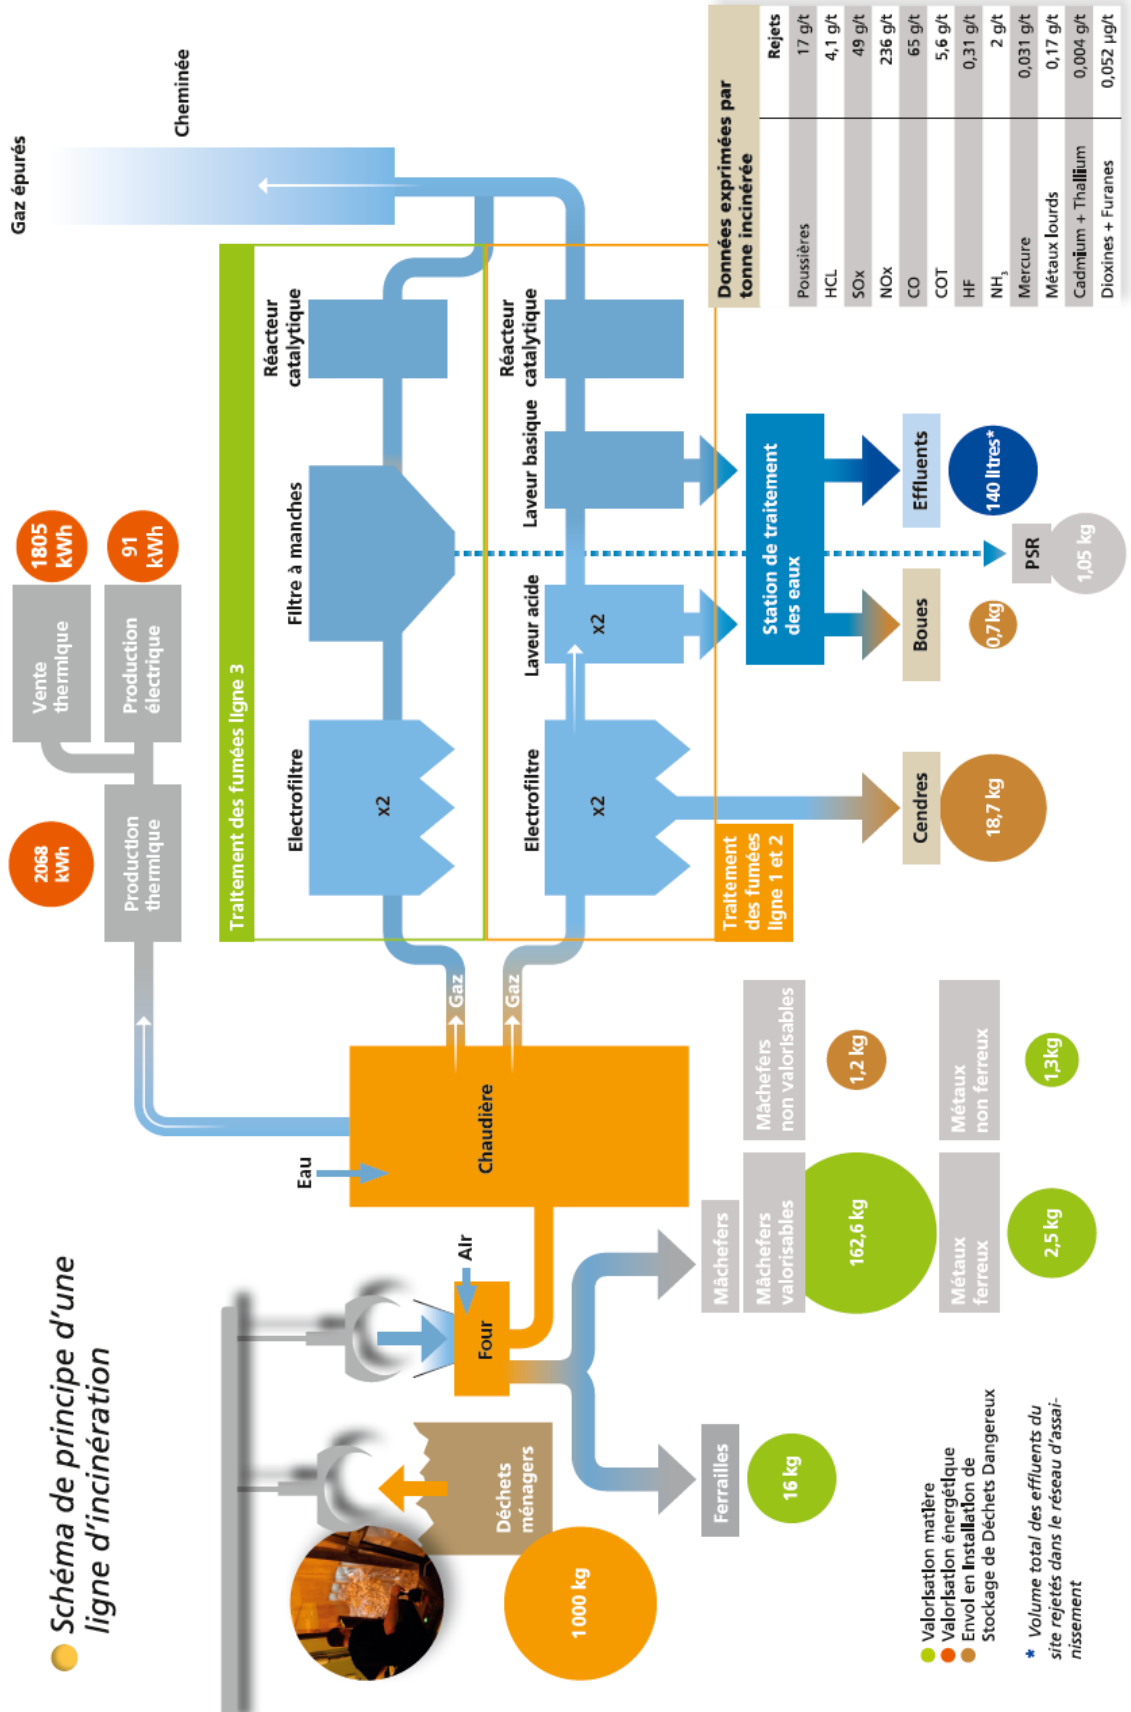 Schéma de principe d'une
ligne d'incinération
1000 kg
Déchets
ménagers
Four
Air
Ferrailles
16 kg
Mâchefers
Mâchefers
valorisables
162,6 kg
Mâchefers
non valorisables
1,2 kg
Métaux
ferreux
2,5 kg
Métaux
non ferreux
1,3kg
Eau
Chaudière
Gaz
Gaz
Production
thermique
2068
kWh
Vente
thermique
1805
kWh
Production
électrique
91
kWh
Traitement des fumées ligne 3
Electrofiltre
x2
Filtre à manches
Réacteur
catalytique
Traitement
des fumées
ligne 1 et 2
Electrofiltre
x2
Laveur acide
x2
Laveur basique
Réacteur
catalytique
Gaz épurés
Cheminée
Station de traitement
des eaux
Cendres
18,7 kg
Boues
0,7kg
PSR
1,05 kg
Effluents
140 litres*
Données exprimées par
tonne incinérée
Rejets
Poussières 17 g/t
HCL 4,1 g/t
SOx 49 g/t
NOx 236 g/t
CO 65 g/t
COT 5,6 g/t
HF 0,31 g/t
NH3 2 g/t
Mercure 0,031 g/t
Métaux lourds 0,17 g/t
Cadmium + Thallium 0,004 g/t
Dioxines + Furanes 0,052 µg/t
Valorisation matière
Valorisation énergétique
Envoi en Installation de
Stockage de Déchets Dangereux
* Volume total des effluents du
site rejetés dans le réseau d'assai-
nissement